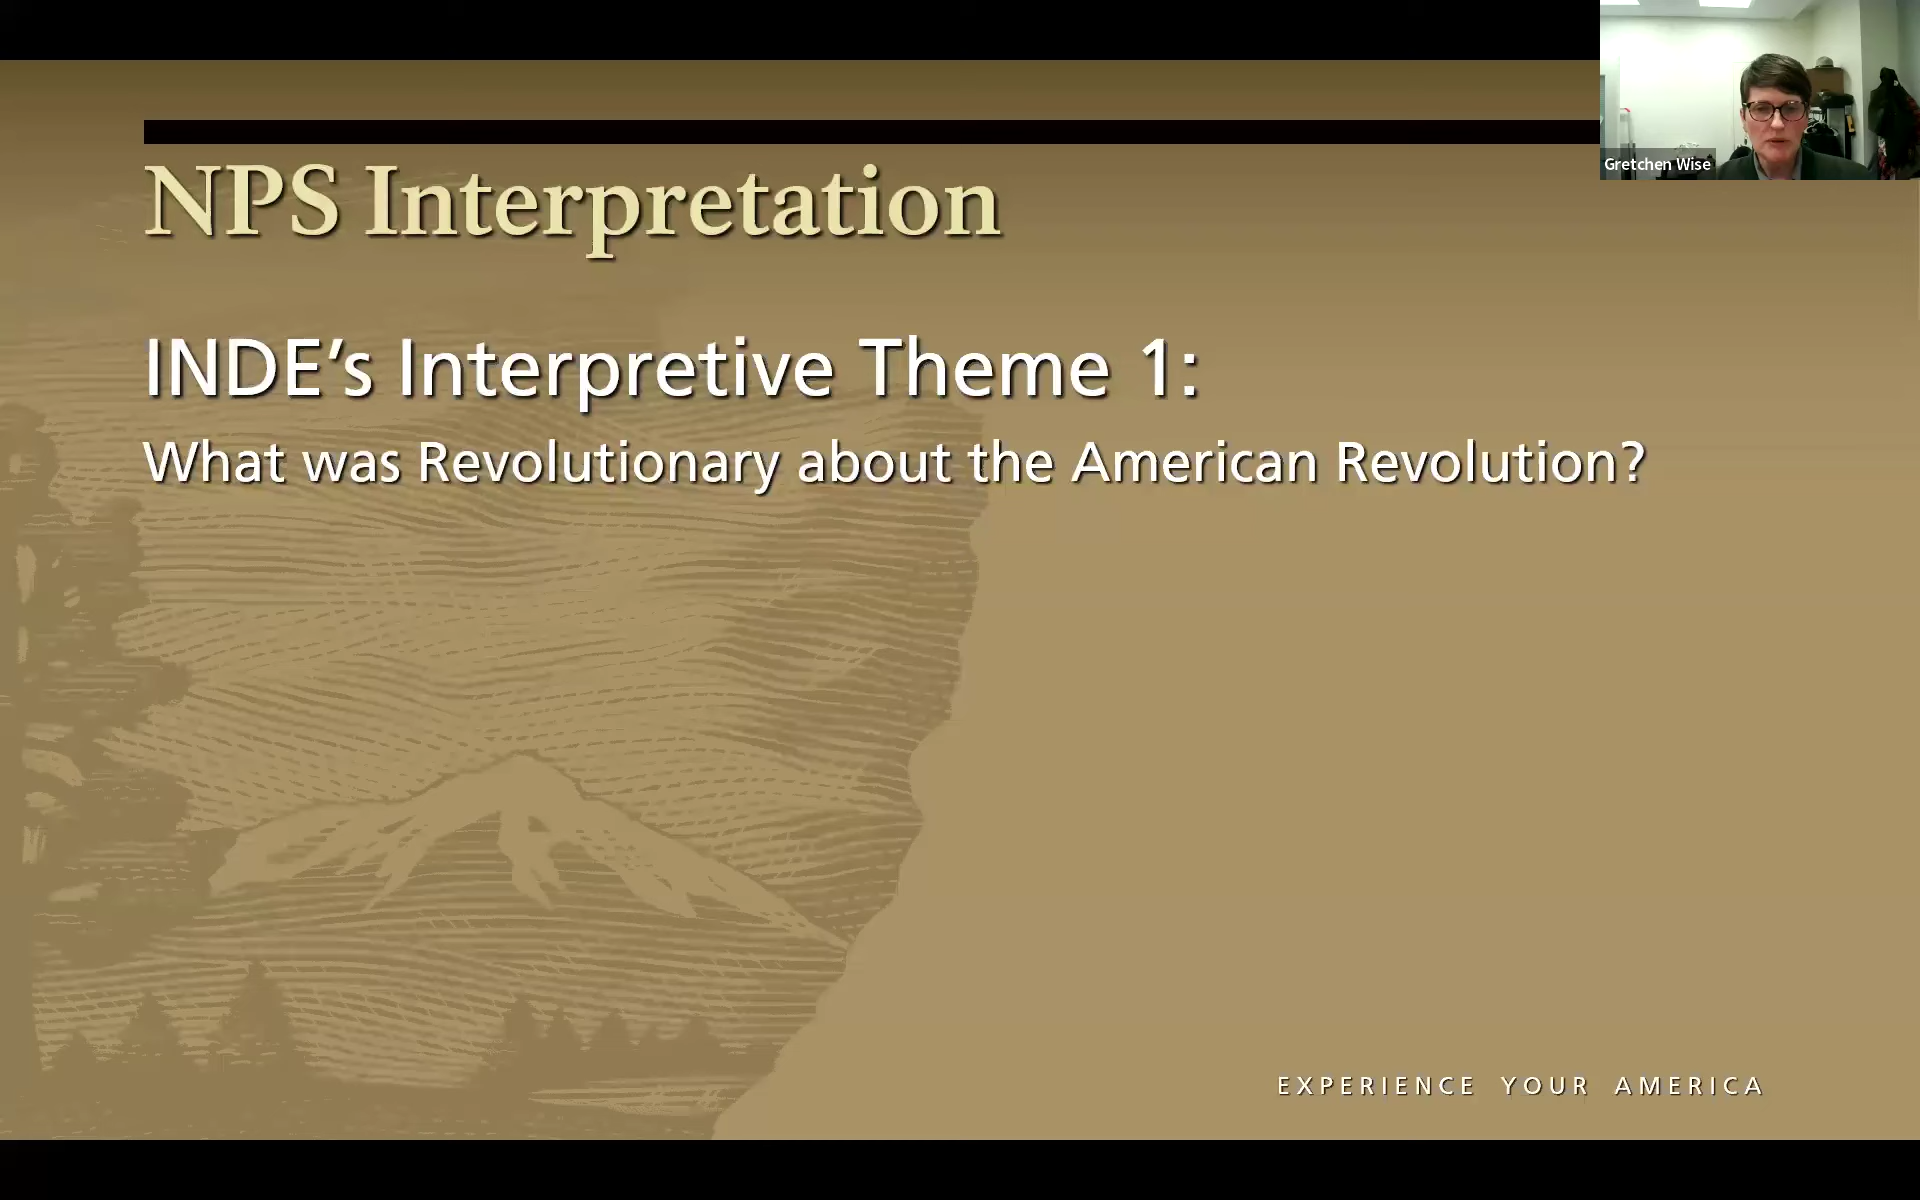 Gretchen Wise
NPS Interpretation
INDE’s Interpretive Theme 1:
What was Revolutionary about the American Revolution?
EXPERIENCE YOUR AMERICA